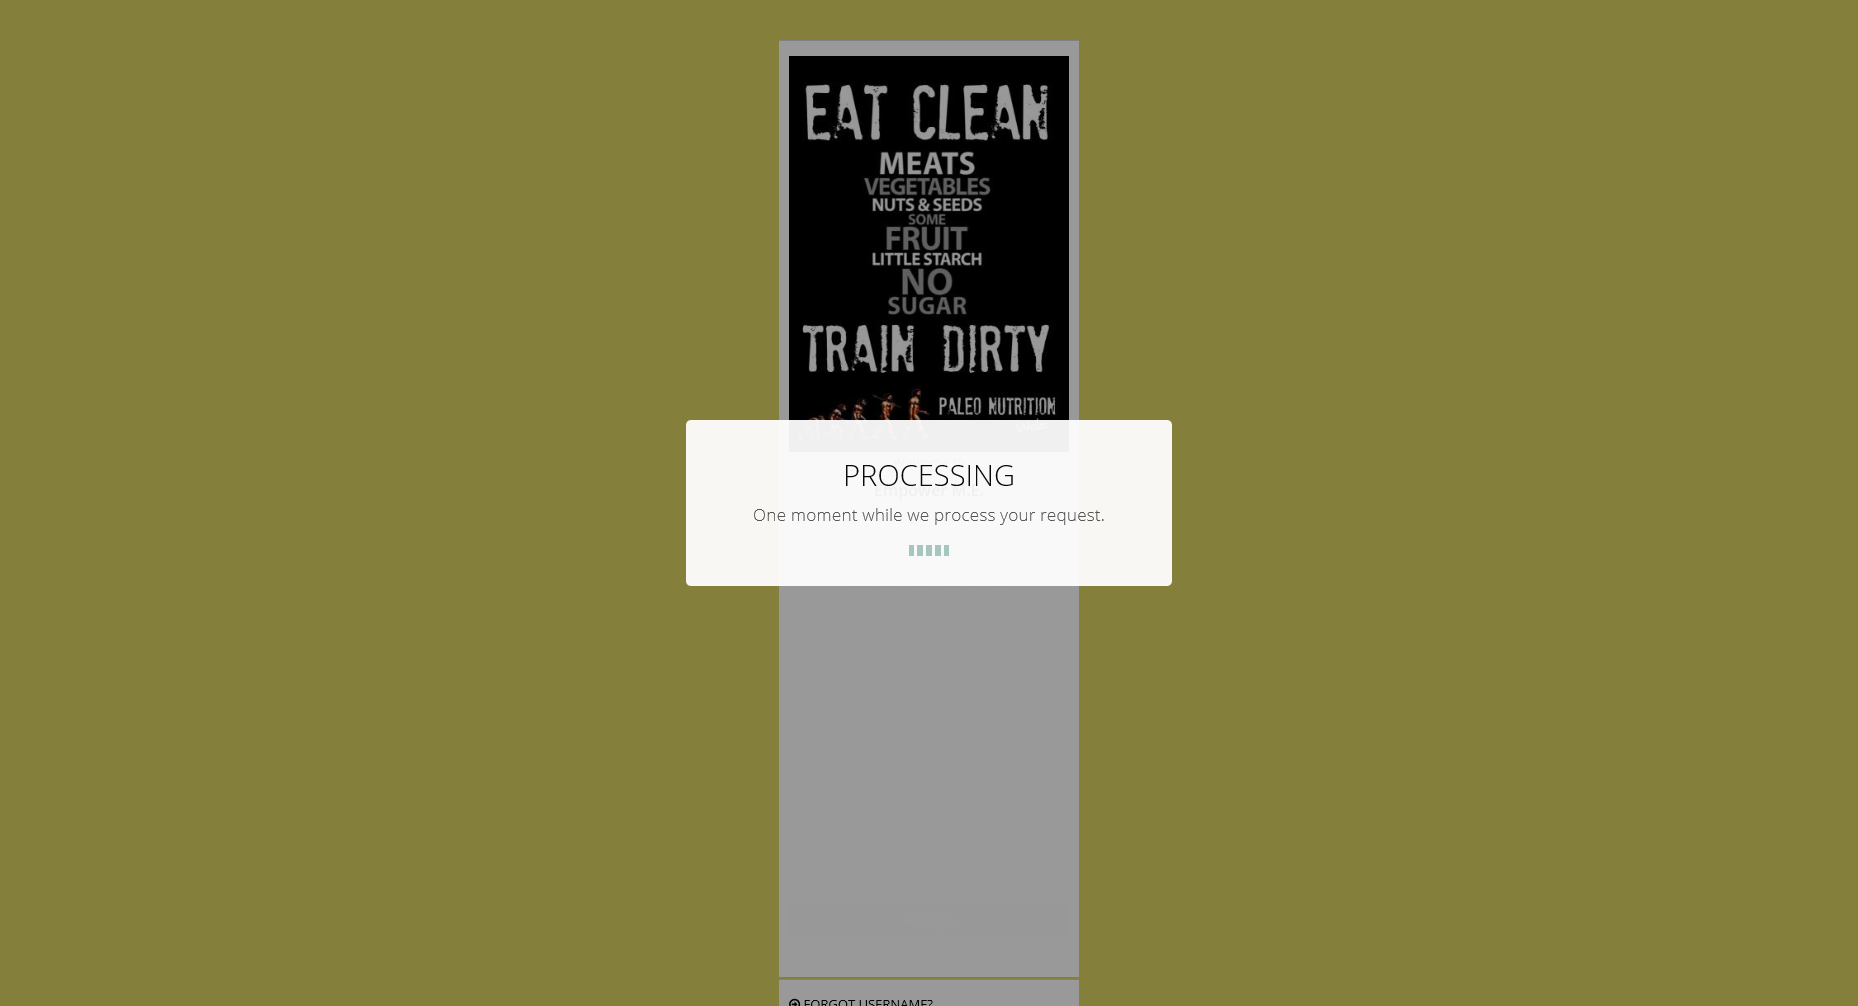 EAT CLEAN
MEATS
VEGETABLES
NUTS & SEEDS
SOME
FRUIT
LITTLE STARCH
NO
SUGAR
TRAIN DIRTY
PALEO NUTRITION
PROCESSING
Empower M.E.
One moment while we process your request.
FORGOT USERNAME?